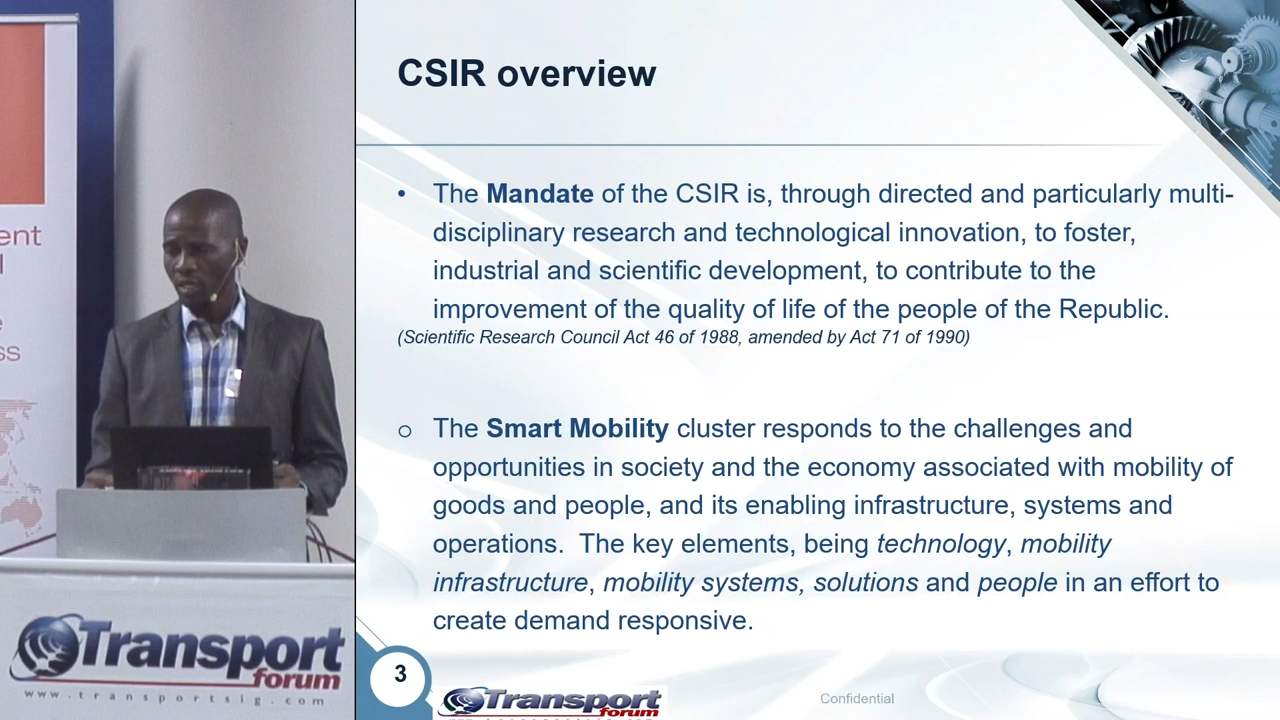 ent
l
e
ss
Transport
forum
www.transportsig.com
CSIR overview
• The Mandate of the CSIR is, through directed and particularly multi-
disciplinary research and technological innovation, to foster,
industrial and scientific development, to contribute to the
improvement of the quality of life of the people of the Republic.
(Scientific Research Council Act 46 of 1988, amended by Act 71 of 1990)
o The Smart Mobility cluster responds to the challenges and
opportunities in society and the economy associated with mobility of
goods and people, and its enabling infrastructure, systems and
operations.  The key elements, being technology, mobility
infrastructure, mobility systems, solutions and people in an effort to
create demand responsive.
3
Transport
forum
Confidential